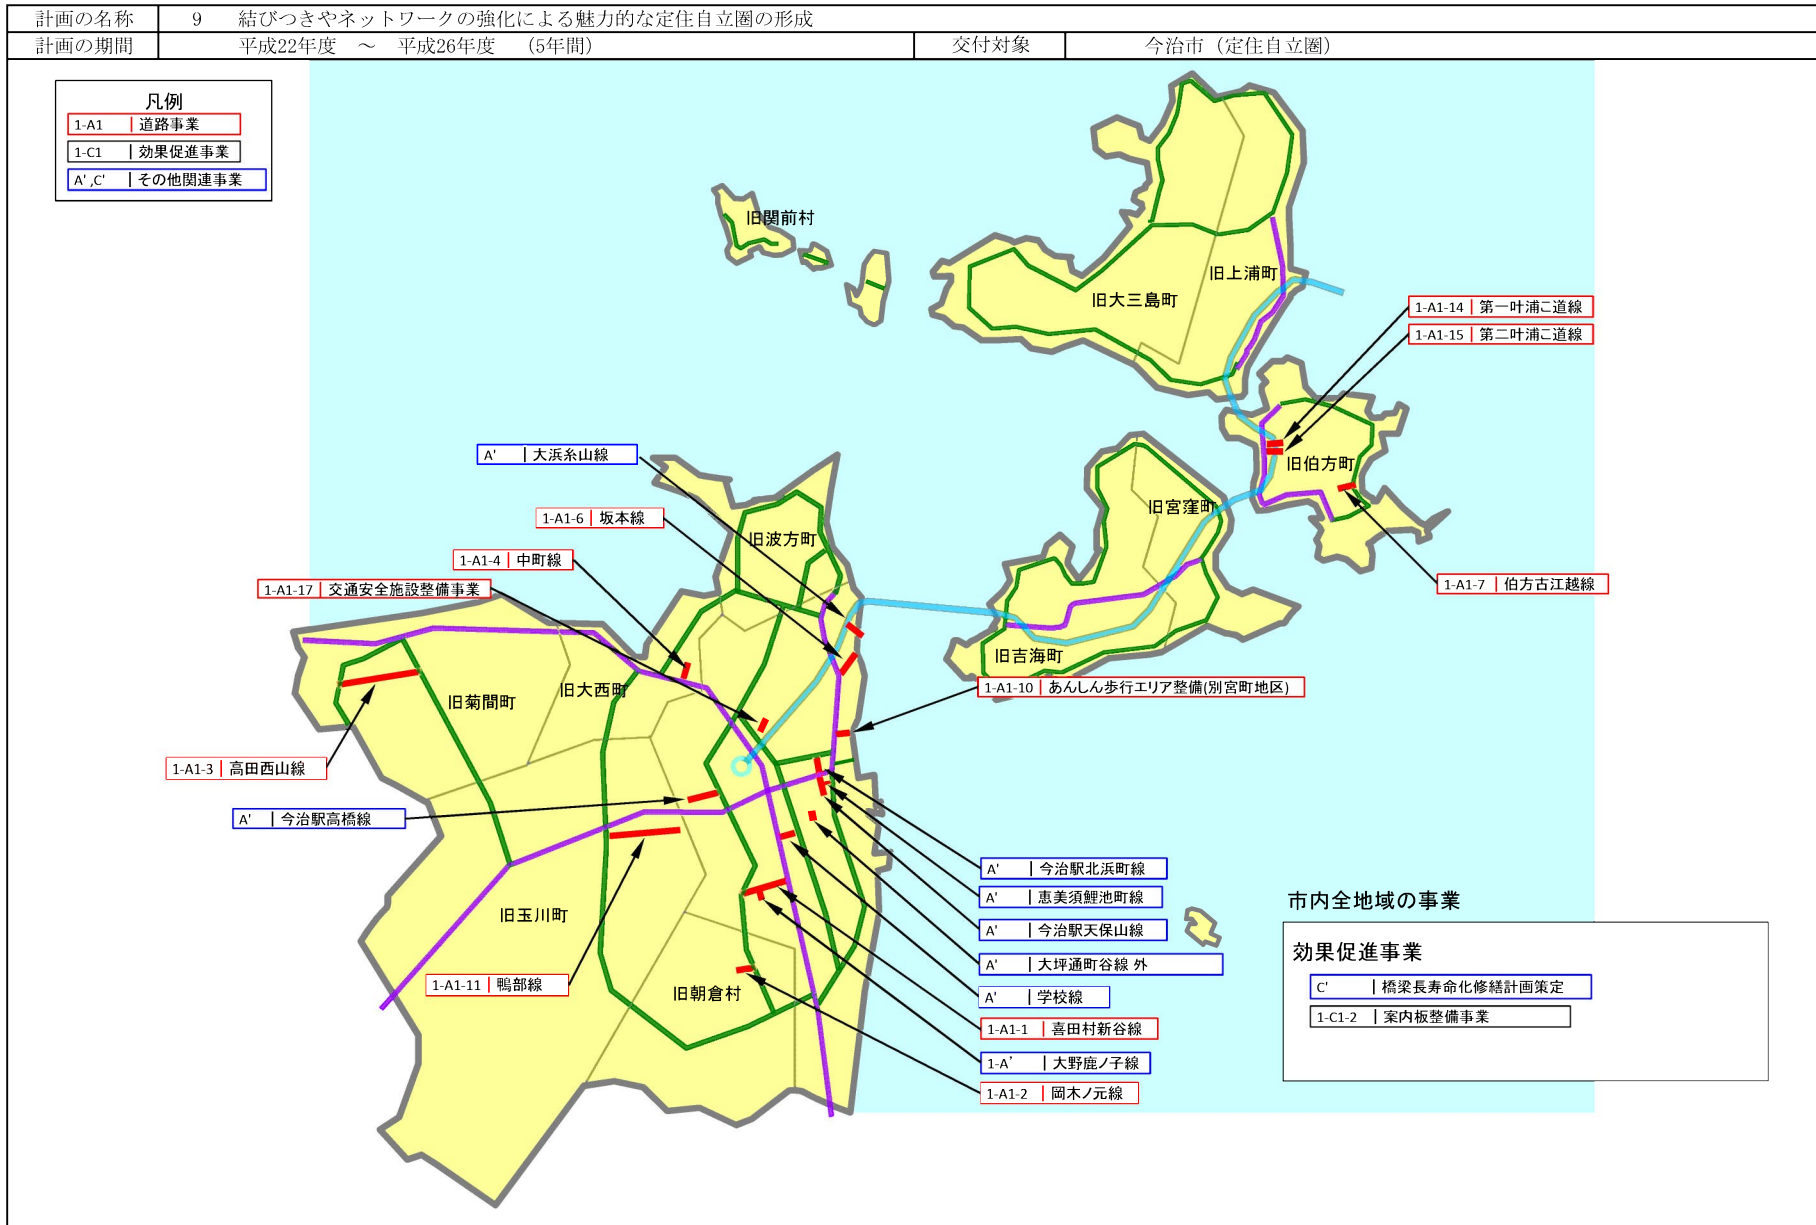 計画の名称 9 結びつきやネットワークの強化による魅力的な定住自立圏の形成
計画の期間 平成22年度 ～ 平成26年度 (5年間) 交付対象 今治市(定住自立圏)
凡例
1-A1 | 道路事業
1-C1 | 効果促進事業
A',C' | その他関連事業
旧関前村
旧上浦町
旧大三島町
1-A1-14 | 第一叶浦こ道線
1-A1-15 | 第二叶浦こ道線
A' | 大浜糸山線
旧伯方町
旧宮窪町
1-A1-6 | 坂本線
旧波方町
1-A1-4 | 中町線
1-A1-17 | 交通安全施設整備事業
1-A1-7 | 伯方古江越線
旧吉海町
旧大西町
旧菊間町
1-A1-10 | あんしん歩行エリア整備(別宮町地区)
1-A1-3 | 高田西山線
A' | 今治駅高橋線
A' | 今治駅北浜町線
A' | 恵美須鯉池町線
A' | 今治駅天保山線
A' | 大坪通町谷線 外
A' | 学校線
1-A1-1 | 喜田村新谷線
1-A' | 大野鹿ノ子線
1-A1-2 | 岡木ノ元線
旧玉川町
1-A1-11 | 鴨部線
旧朝倉村
市内全地域の事業
効果促進事業
C' | 橋梁長寿命化修繕計画策定
1-C1-2 | 案内板整備事業